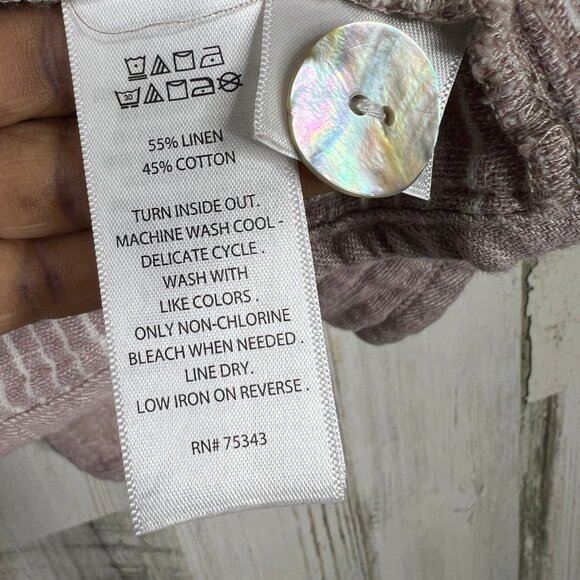 30
55% LINEN
45% COTTON
TURN INSIDE OUT.
MACHINE WASH COOL -
DELICATE CYCLE .
WASH WITH
LIKE COLORS .
ONLY NON-CHLORINE
BLEACH WHEN NEEDED .
LINE DRY.
LOW IRON ON REVERSE .
RN# 75343